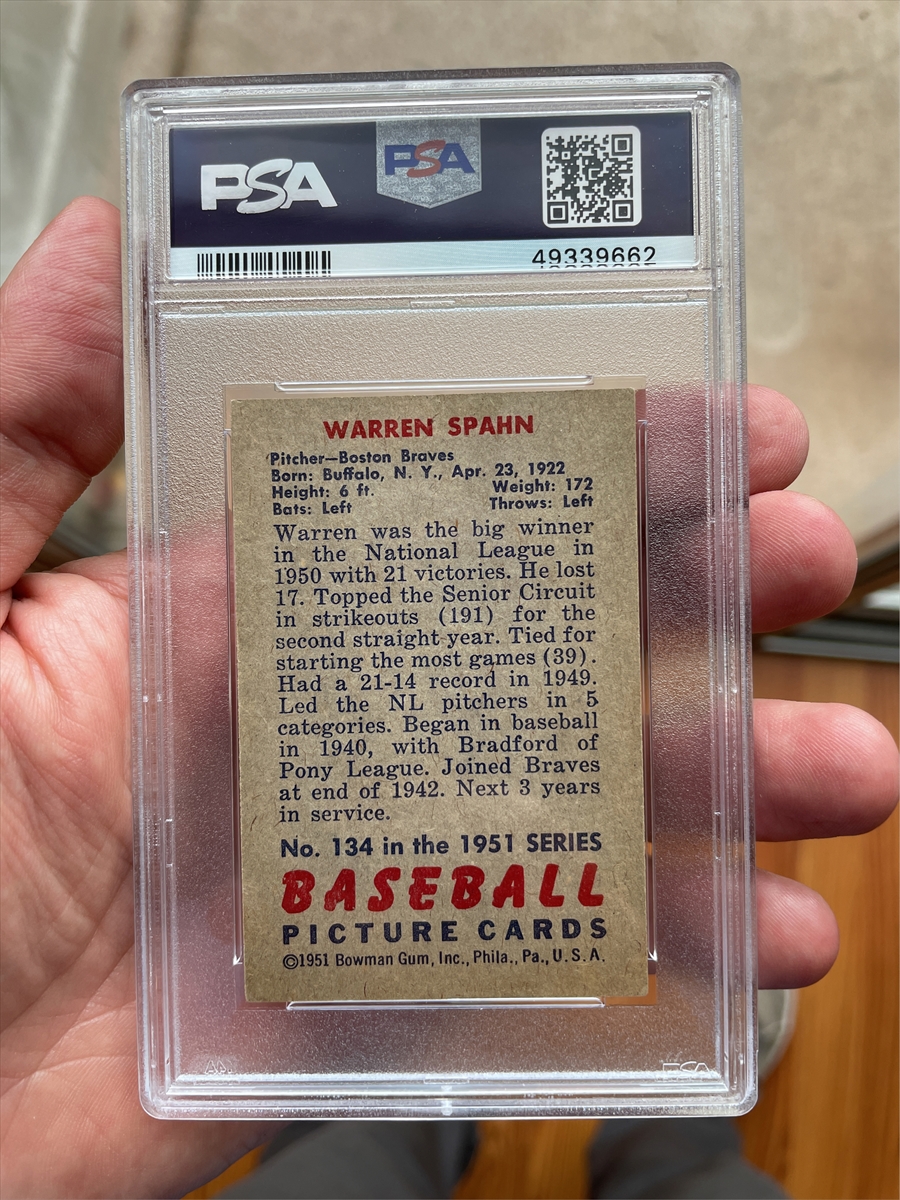 PSA
PSA
49339662
WARREN SPAHN
Pitcher—Boston Braves
Born: Buffalo, N. Y., Apr. 23, 1922
Height: 6 ft. Weight: 172
Bats: Left Throws: Left
Warren was the big winner
in the National League in
1950 with 21 victories. He lost
17. Topped the Senior Circuit
in strikeouts (191) for the
second straight year. Tied for
starting the most games (39).
Had a 21-14 record in 1949.
Led the NL pitchers in 5
categories. Began in baseball
in 1940, with Bradford of
Pony League. Joined Braves
at end of 1942. Next 3 years
in service.
No. 134 in the 1951 SERIES
BASEBALL
PICTURE CARDS
©1951 Bowman Gum, Inc., Phila., Pa., U. S. A.
PSA